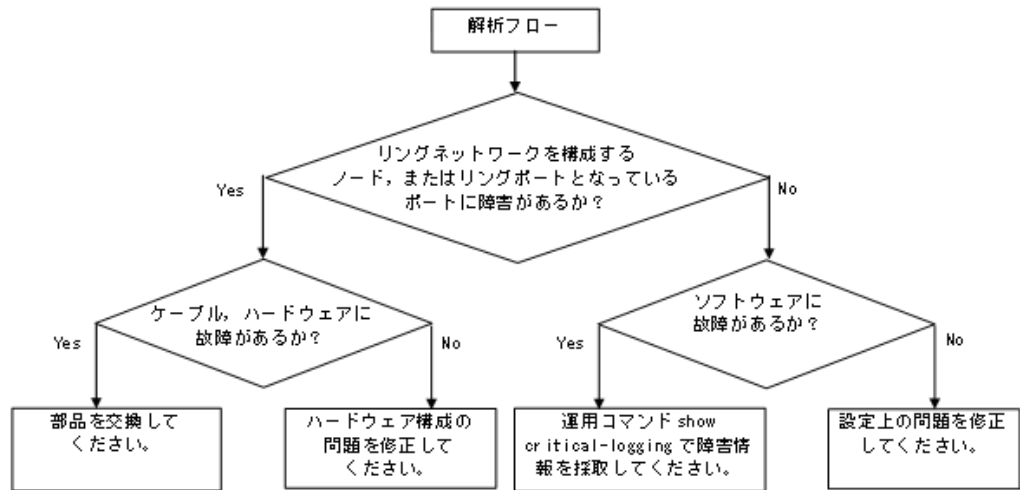 解析フロー
リングネットワークを構成する
ノード，またはリングポートとなっている
ポートに障害があるか？
Yes
No
ケーブル，ハードウェアに
故障があるか？
ソフトウェアに
故障があるか？
Yes
No
Yes
No
部品を交換して
ください。
ハードウェア構成の
問題を修正して
ください。
運用コマンド show
critical-logging で障害情
報を採取してください。
設定上の問題を修正
してください。